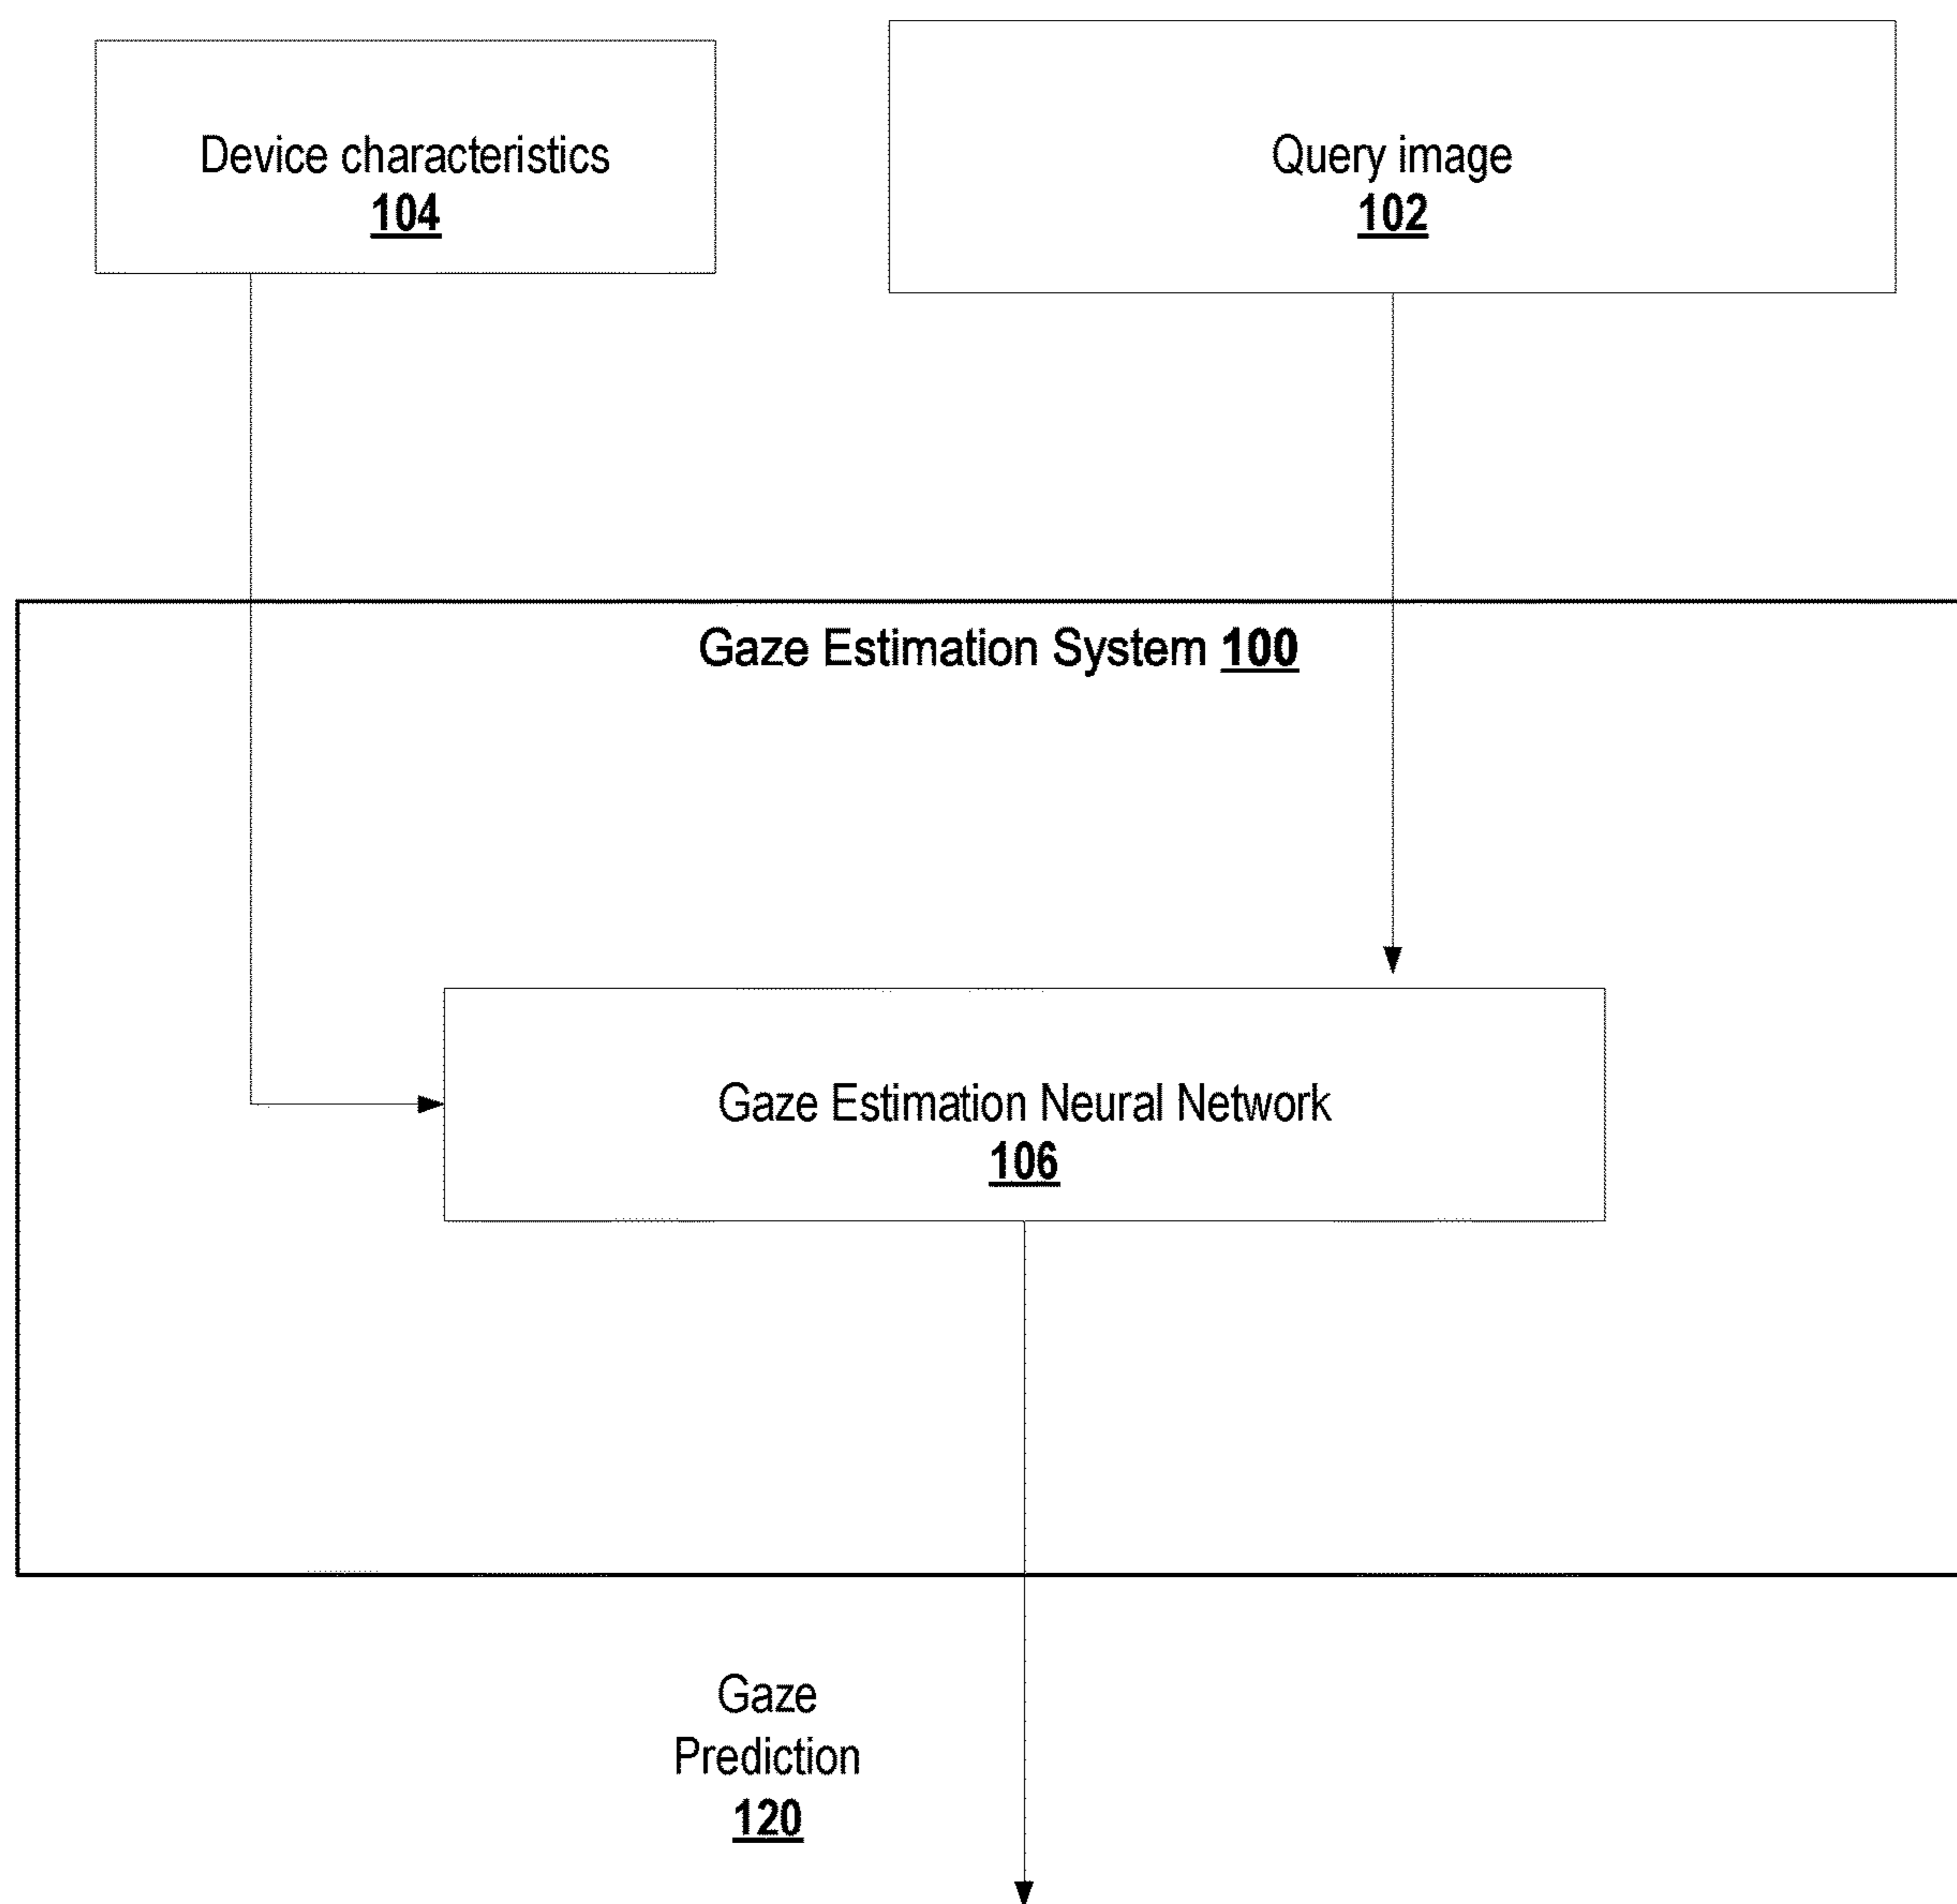 Device characteristics
104
Query image
102
Gaze Estimation System 100
Gaze Estimation Neural Network
106
Gaze
Prediction
120